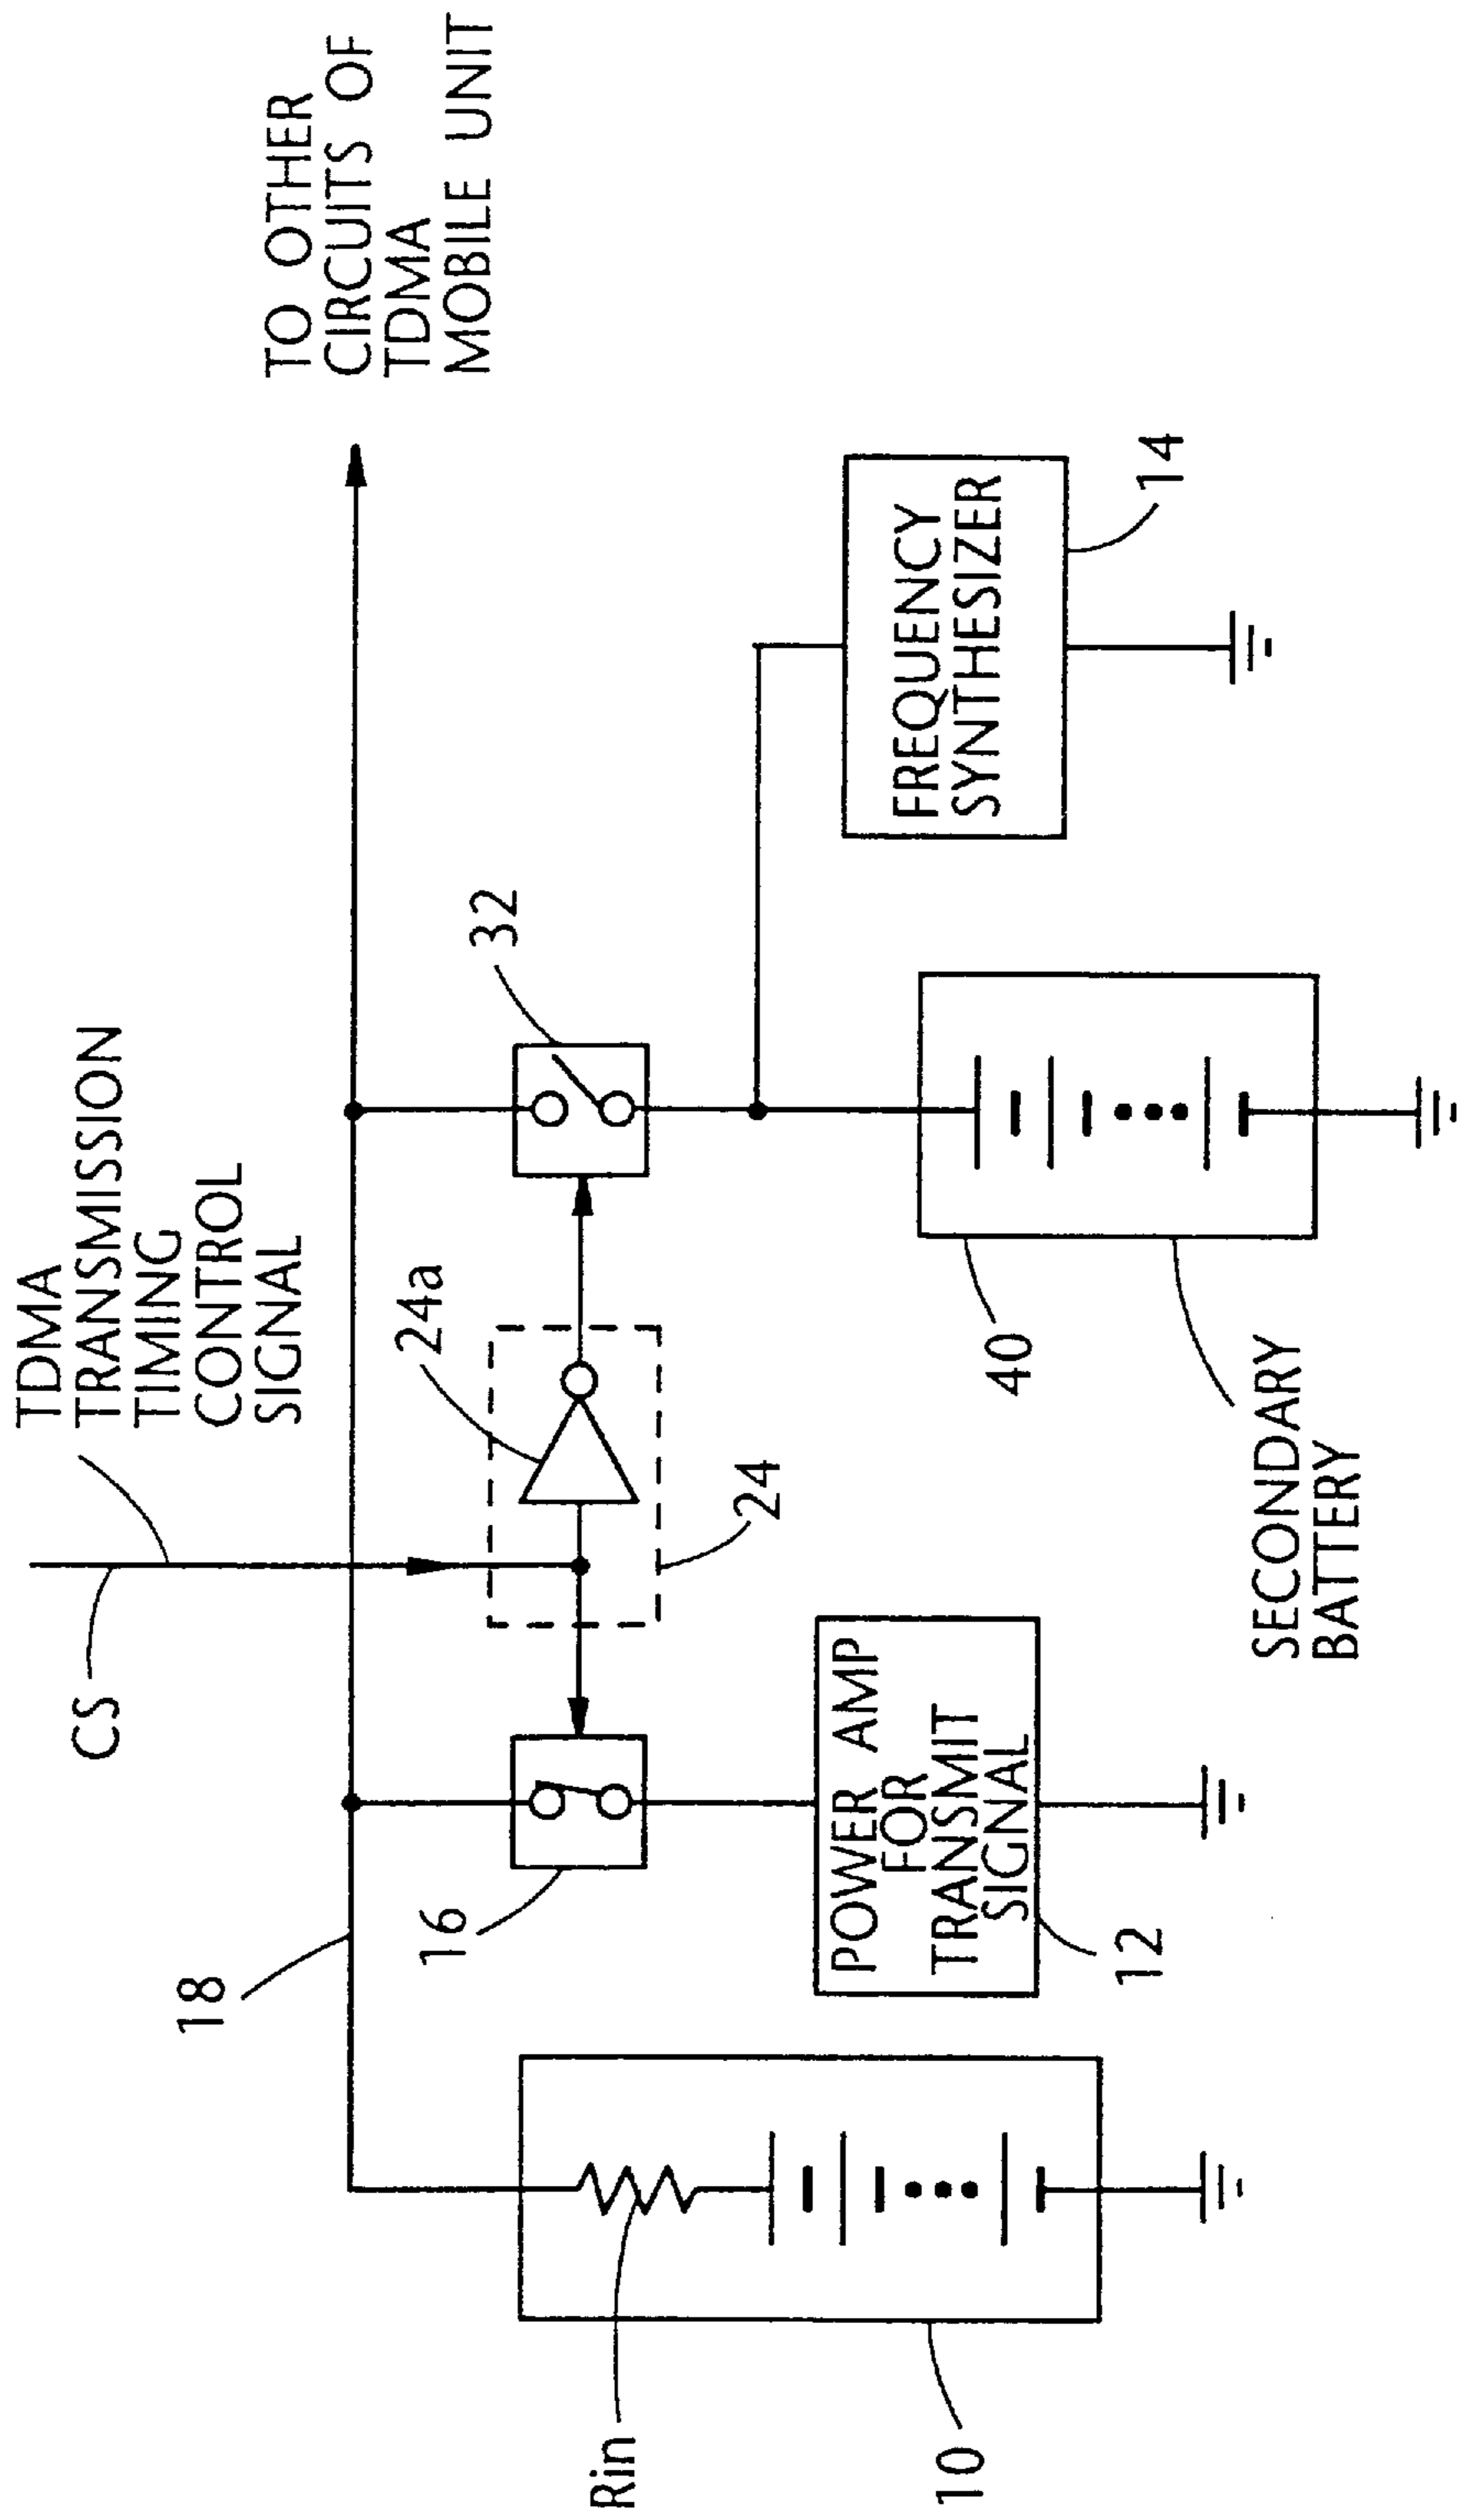 TDMA
TRANSMISSION
TIMING
CONTROL
SIGNAL
CS
TO OTHER
CIRCUITS OF
TDMA
MOBILE UNIT
18
16
24a
32
24
Rin
10
POWER AMP
FOR
TRANSMIT
SIGNAL
12
40
SECONDARY
BATTERY
FREQUENCY
SYNTHESIZER
14